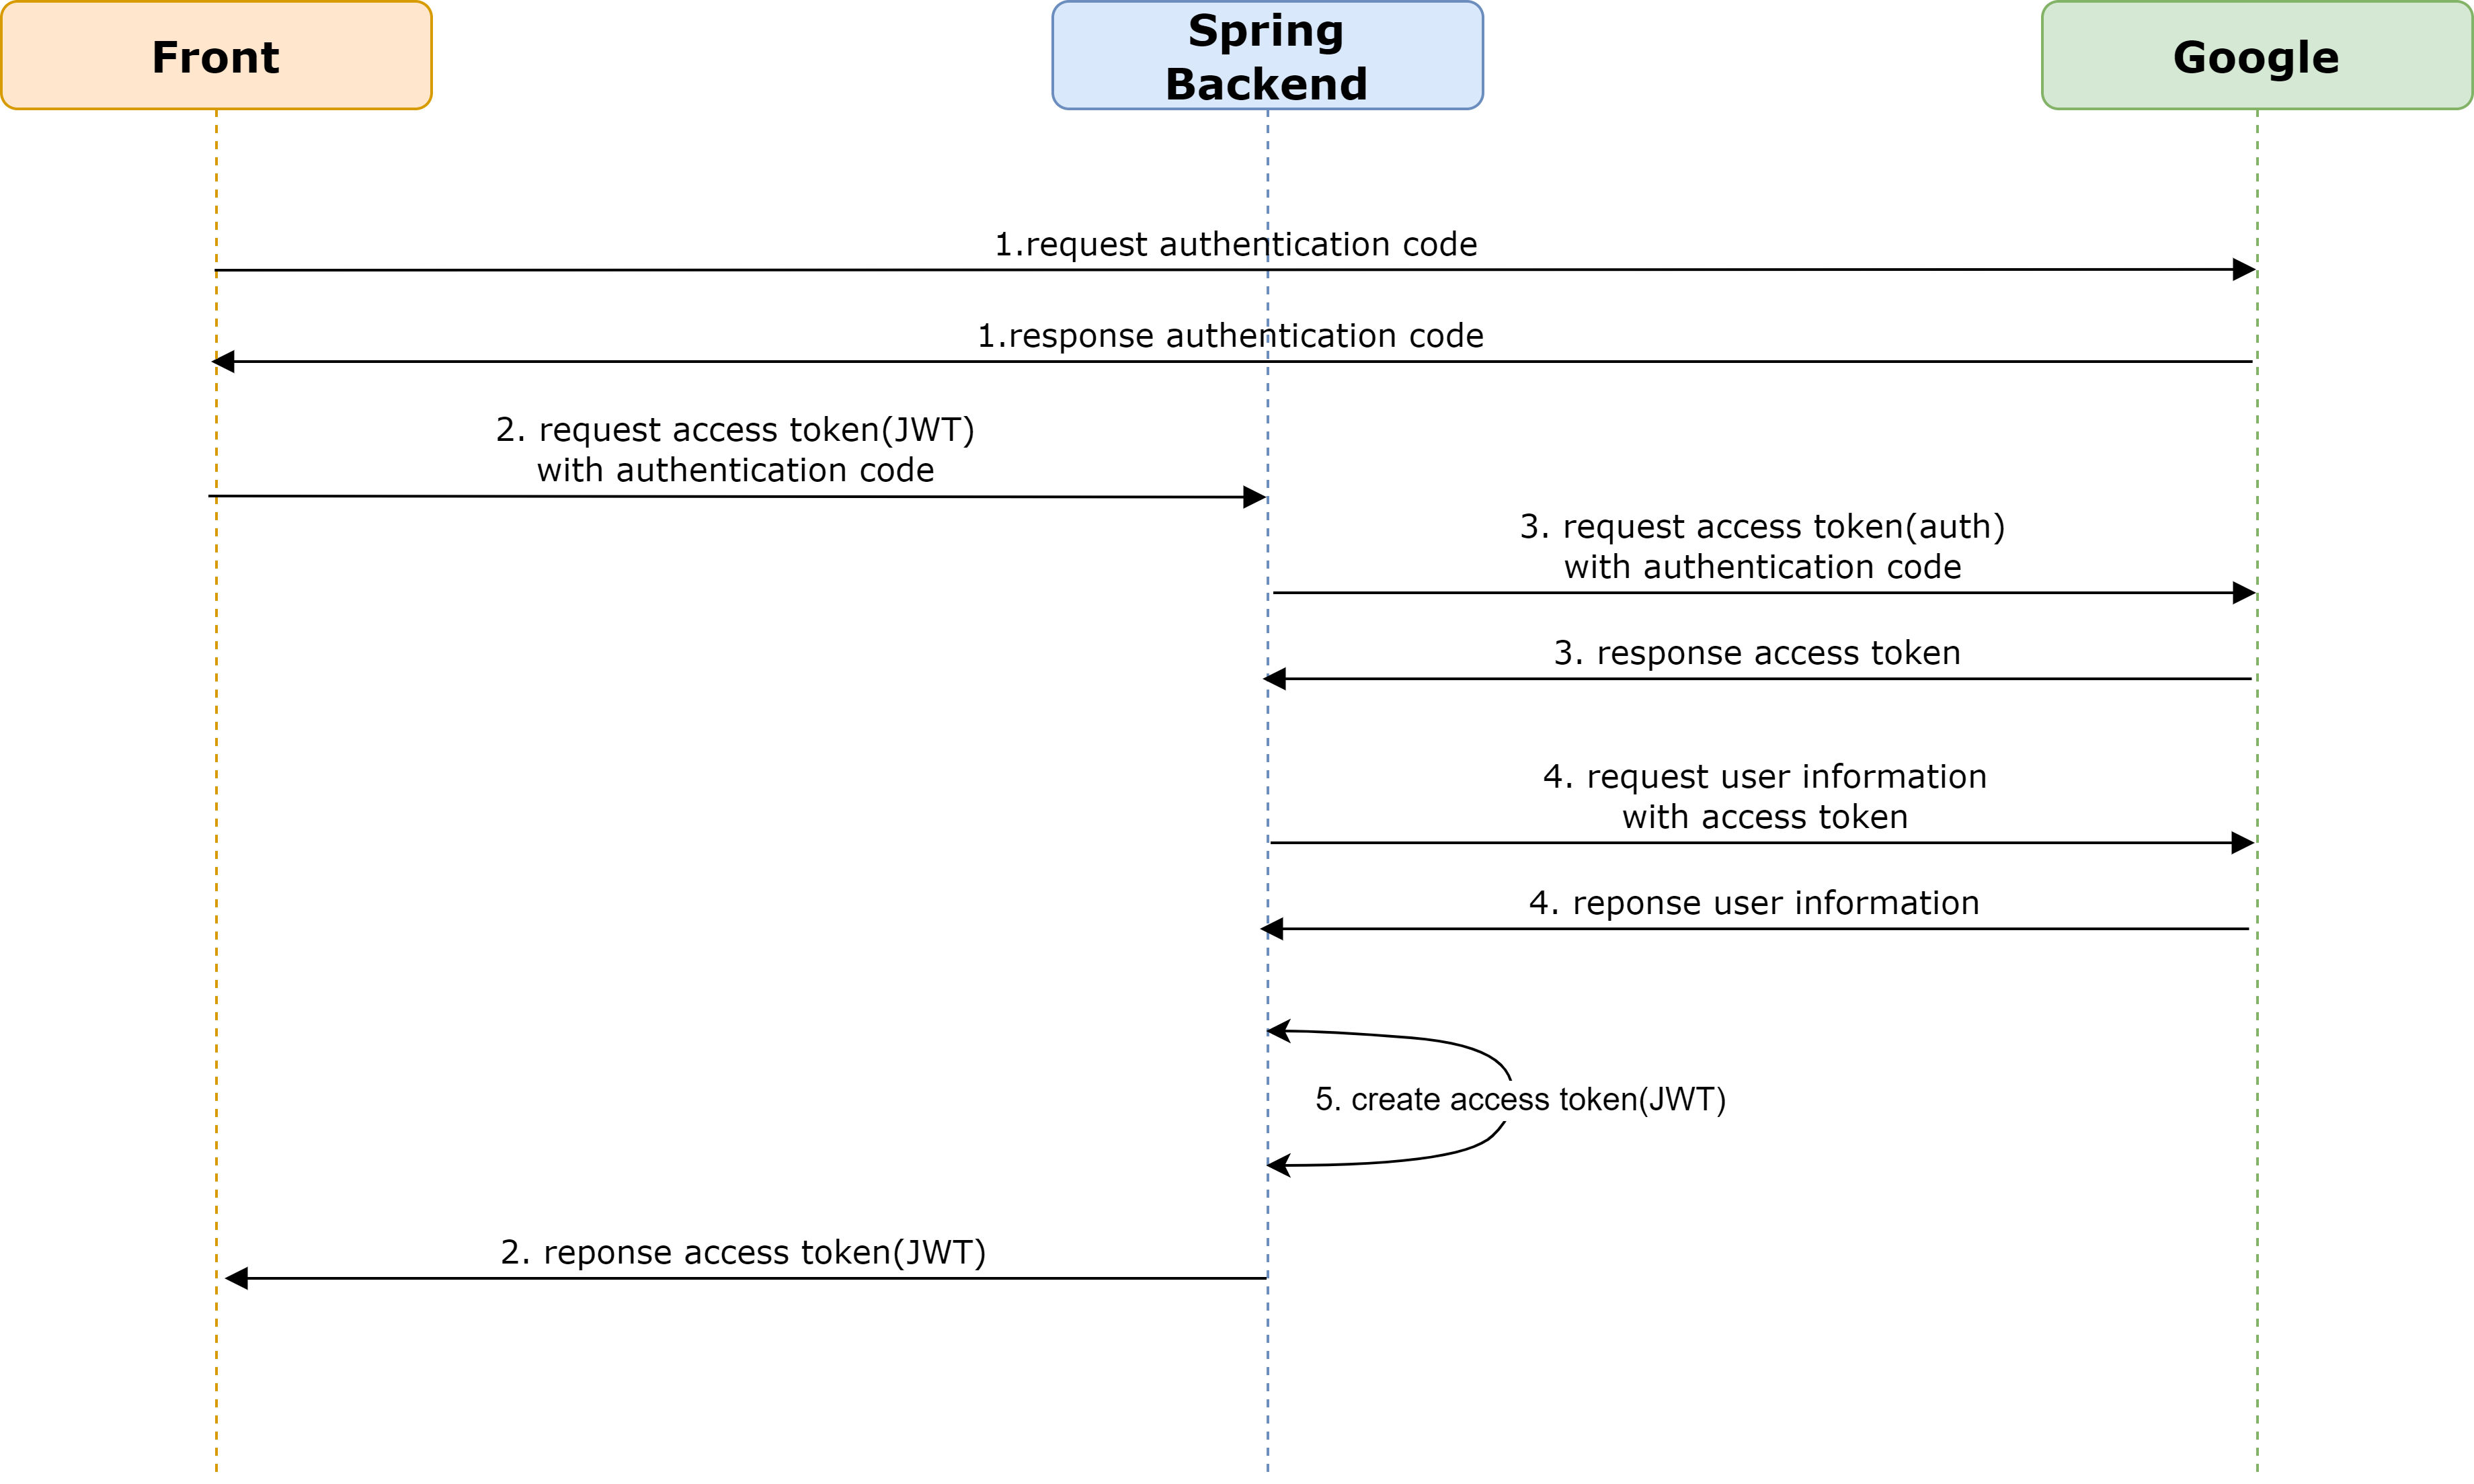 Front
Spring
Backend
Google
1.request authentication code
1.response authentication code
2. request access token(JWT)
with authentication code
3. request access token(auth)
with authentication code
3. response access token
4. request user information
with access token
4. reponse user information
5. create access token(JWT)
2. reponse access token(JWT)